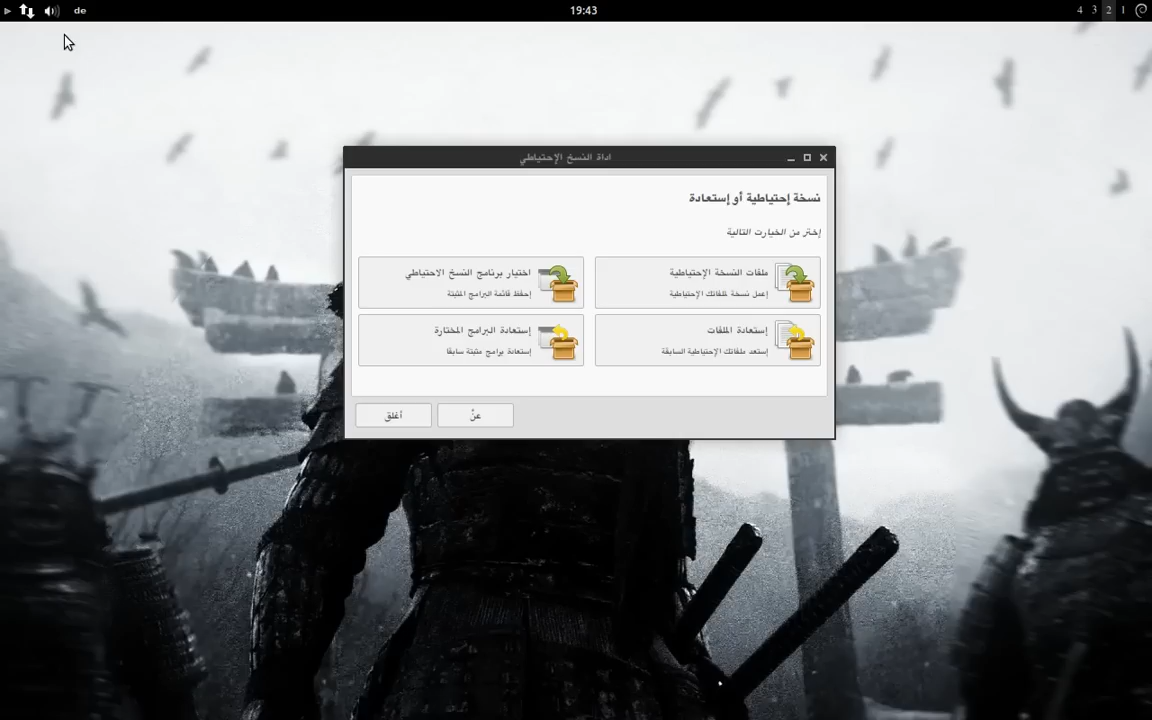 de
19:43
4 3 2 1
اداة النسخ الإحتياطي
نسخة إحتياطية أو إستعادة
إختر من الخيارت التالية
ملفات النسخة الإحتياطية
إعمل نسخة لملفاتك الإحتياطية
اختيار برنامج النسخ الاحتياطي
إحفظ قائمة البرامج المثبتة
إستعادة الملفات
إستعد ملفاتك الإحتياطية السابقة
إستعادة البرامج المختارة
إستعادة برامج مثبتة سابقا
عنْ
أغلق